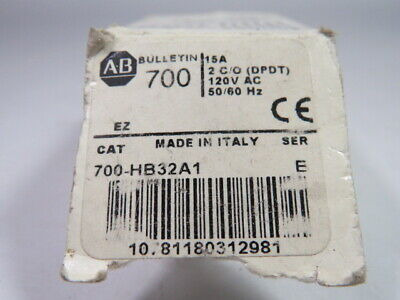 A-B
BULLETIN
700
15A
2 C/O (DPDT)
120V AC
50/60 Hz
CE
EZ
CAT MADE IN ITALY SER
700-HB32A1 E
10.81180312981